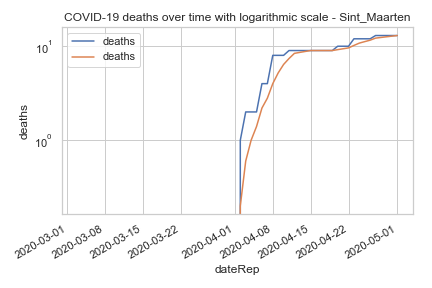 COVID-19 deaths over time with logarithmic scale - Sint_Maarten
deaths
deaths
deaths
10¹
10⁰
2020-03-01
2020-03-08
2020-03-15
2020-03-22
2020-04-01
2020-04-08
2020-04-15
2020-04-22
2020-05-01
dateRep